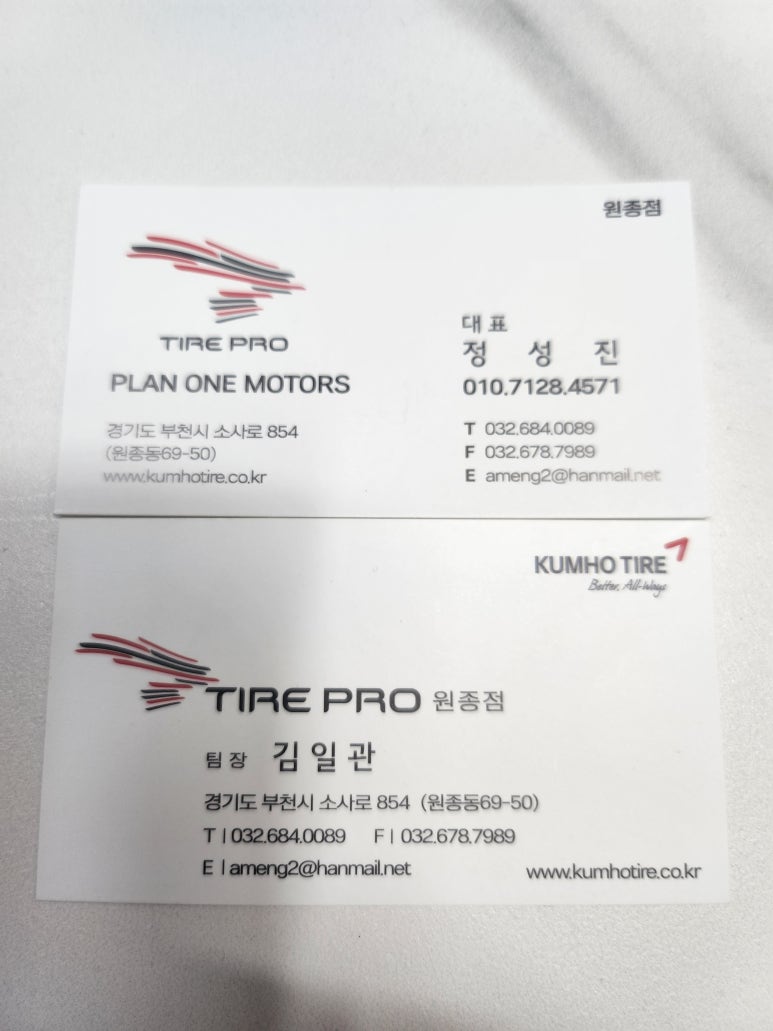 원종점
TIRE PRO
PLAN ONE MOTORS
경기도 부천시 소사로 854
(원종동69-50)
www.kumhotire.co.kr
대표
정 성 진
010.7128.4571
T 032.684.0089
F 032.678.7989
E ameng2@hanmail.net
KUMHO TIRE
Better, All-Ways
TIRE PRO 원종점
팀장 김일관
경기도 부천시 소사로 854 (원종동69-50)
T | 032.684.0089 F | 032.678.7989
E | ameng2@hanmail.net www.kumhotire.co.kr